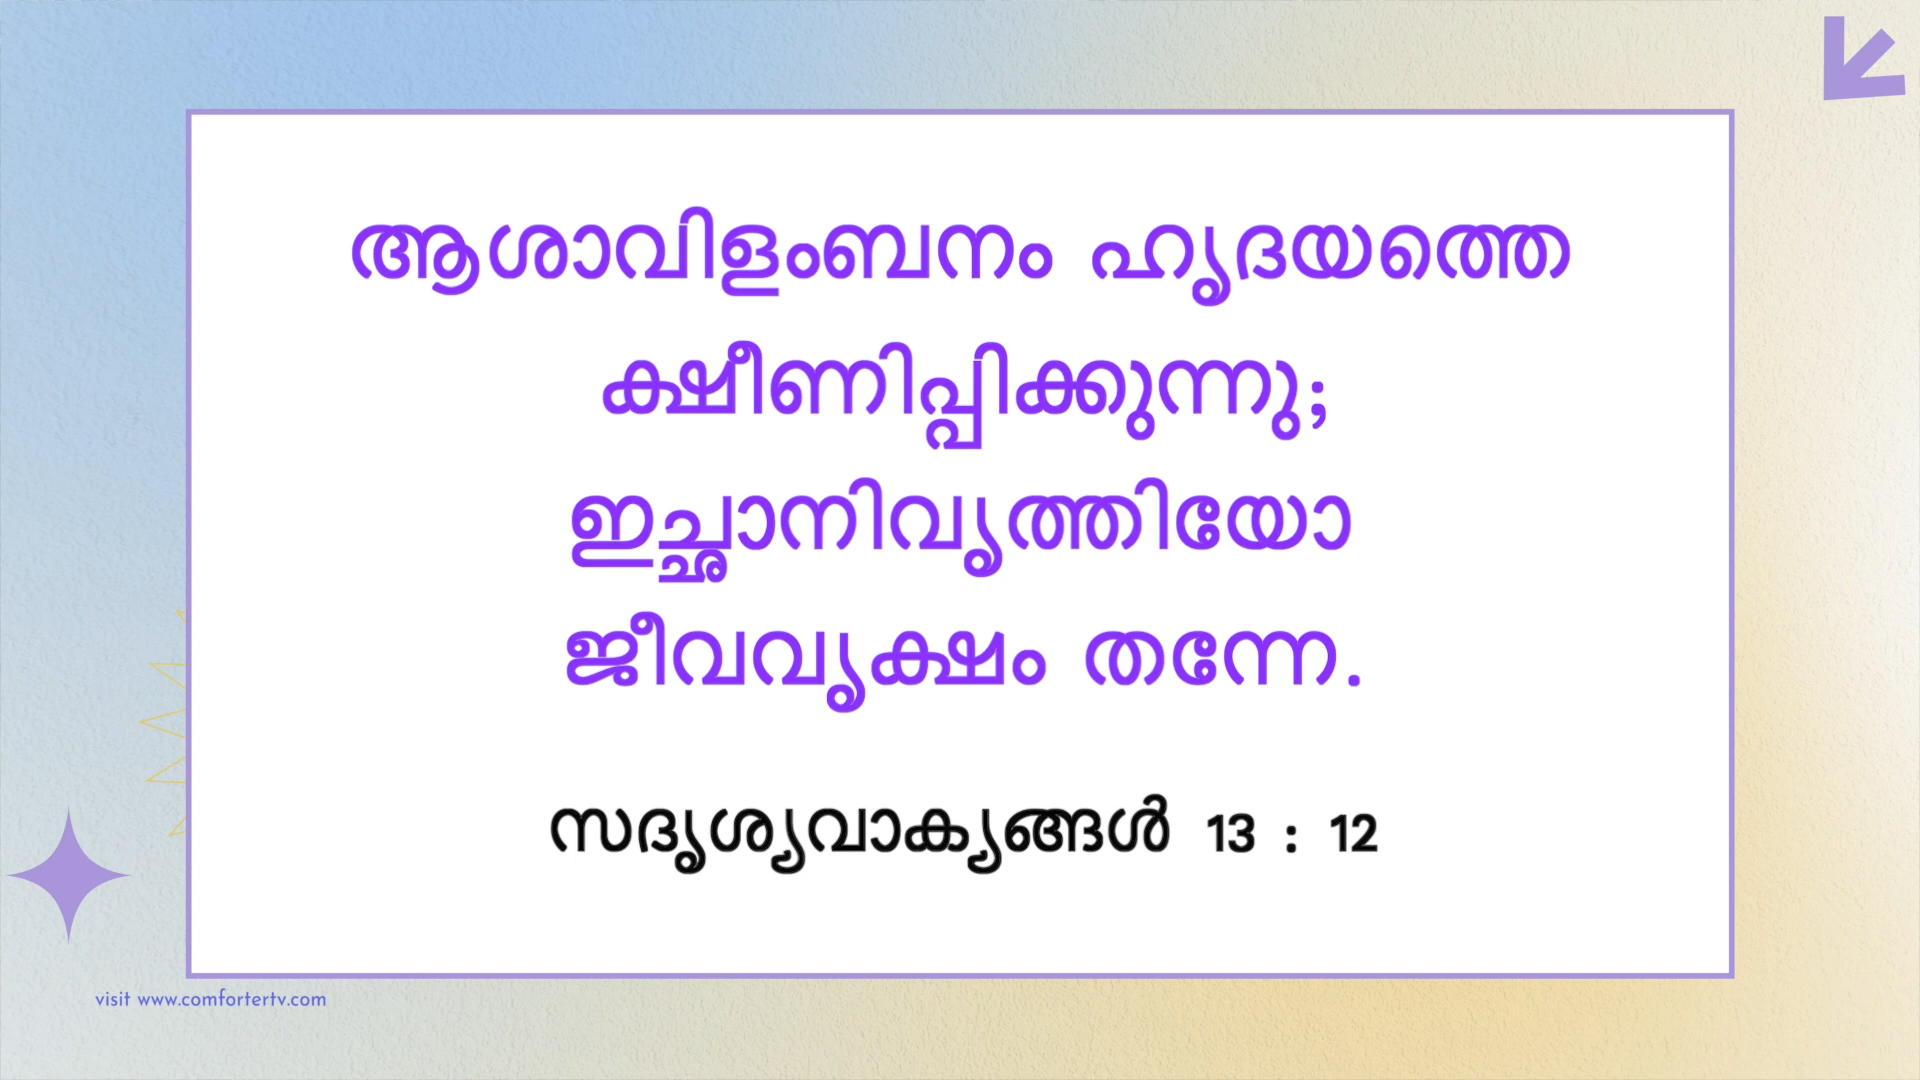 ആശാവിളംബനം ഹൃദയത്തെ
ക്ഷീണിപ്പിക്കുന്നു;
ഇച്ഛാനിവൃത്തിയോ
ജീവവൃക്ഷം തന്നേ.
സദൃശ്യവാക്യങ്ങൾ 13 : 12
visit www.comfortertv.com